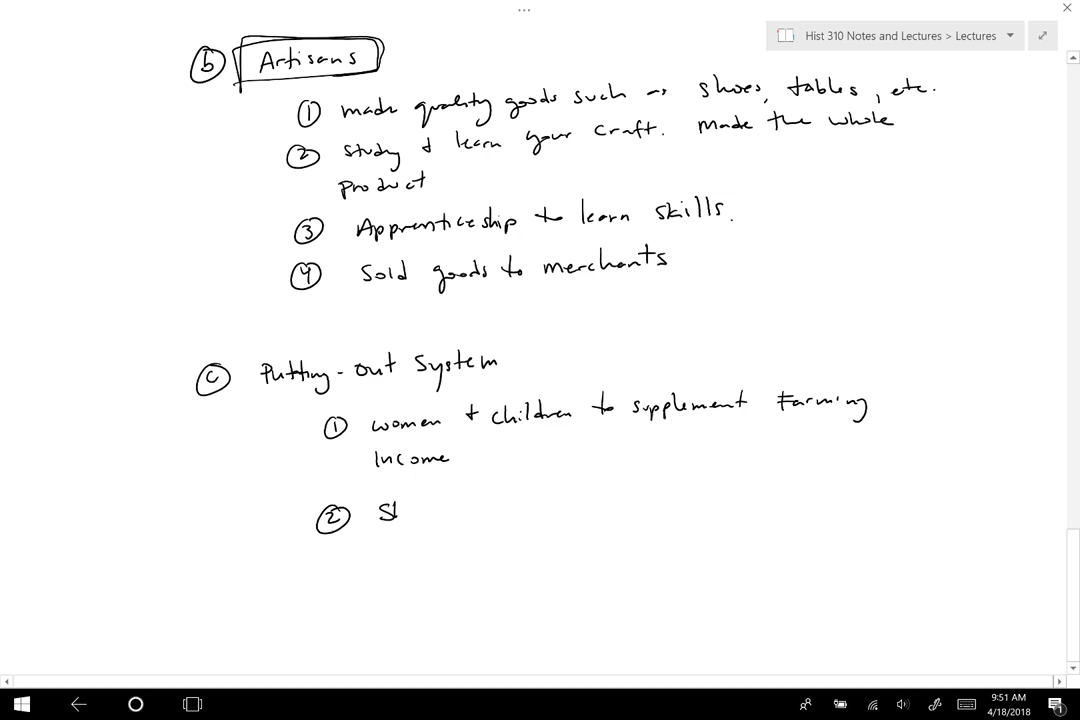 Hist 310 Notes and Lectures > Lectures
b Artisans
1 made quality goods such as shoes, tables, etc.
2 study & learn your craft. Made the whole
product
3 Apprenticeship to learn skills.
4 Sold goods to merchants
c Putting-Out System
1 women + children to supplement Farming
Income
2
9:51 AM
4/18/2018
1